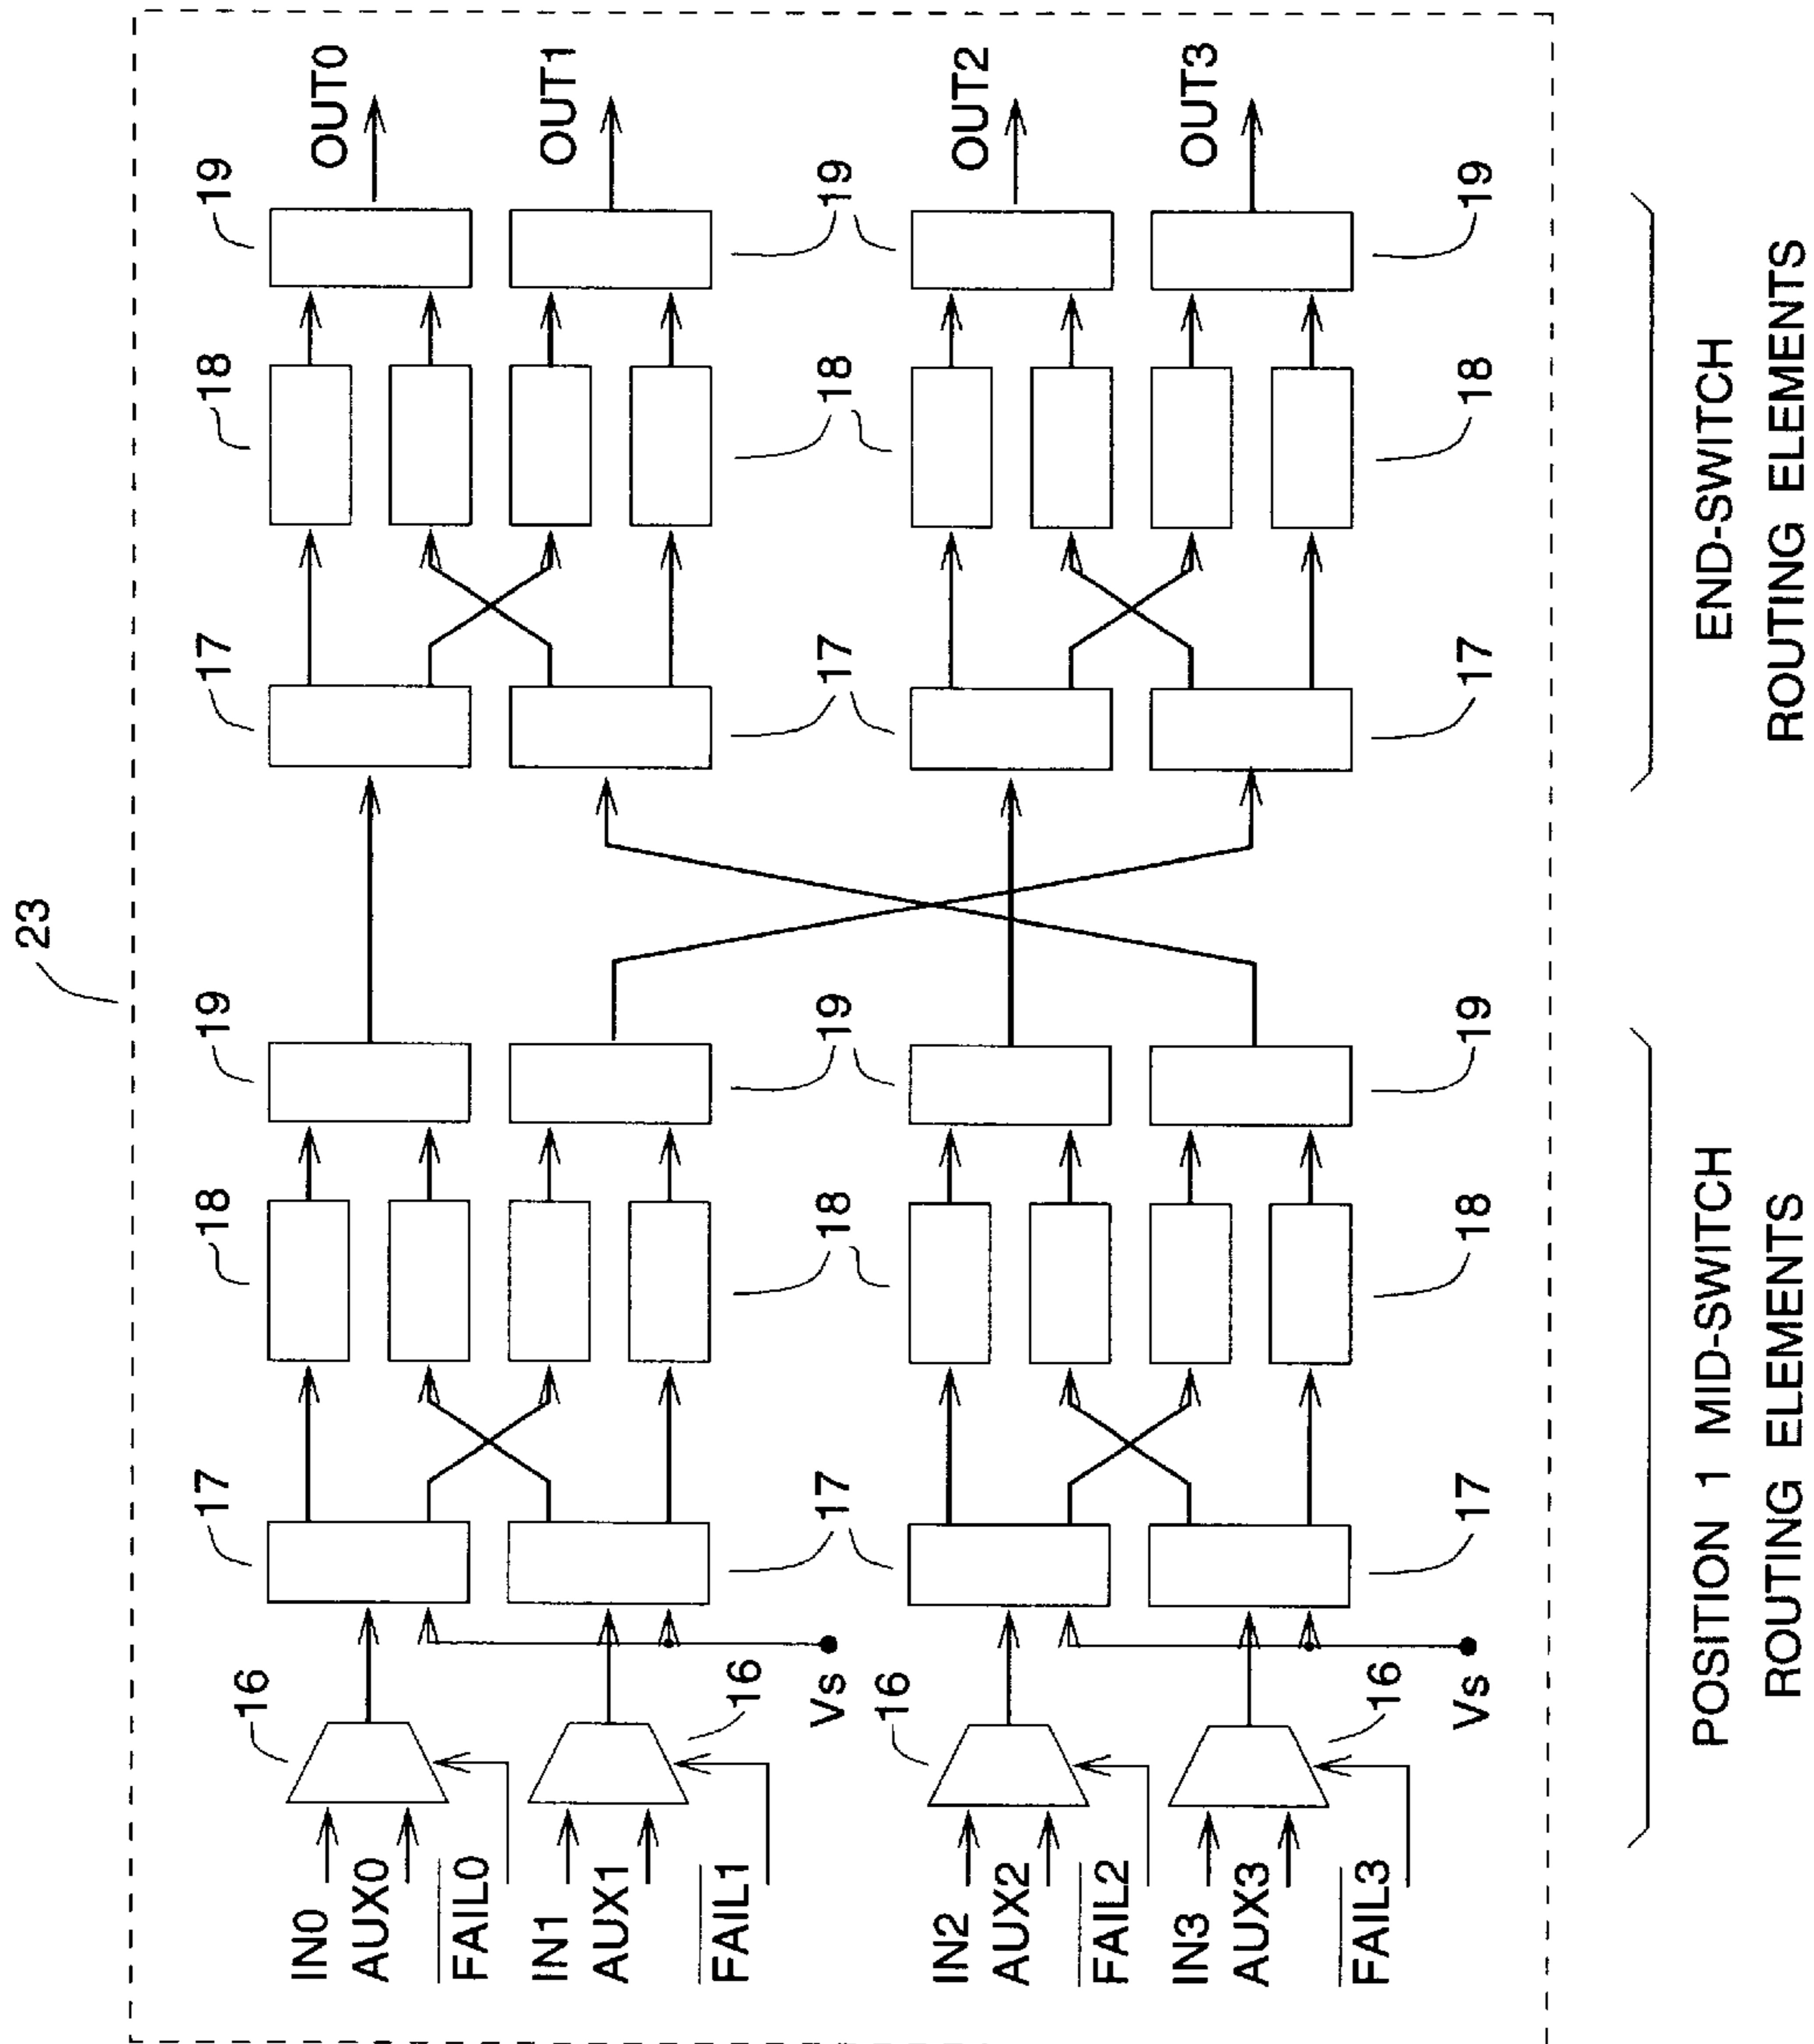 23
IN0
AUX0
FAIL0
IN1
AUX1
FAIL1
IN2
AUX2
FAIL2
IN3
AUX3
FAIL3
16
16
16
16
Vs
Vs
17
17
17
18
18
18
19
19
19
17
17
17
18
18
18
19
19
19
OUT0
OUT1
OUT2
OUT3
POSITION 1 MID-SWITCH
ROUTING ELEMENTS
END-SWITCH
ROUTING ELEMENTS